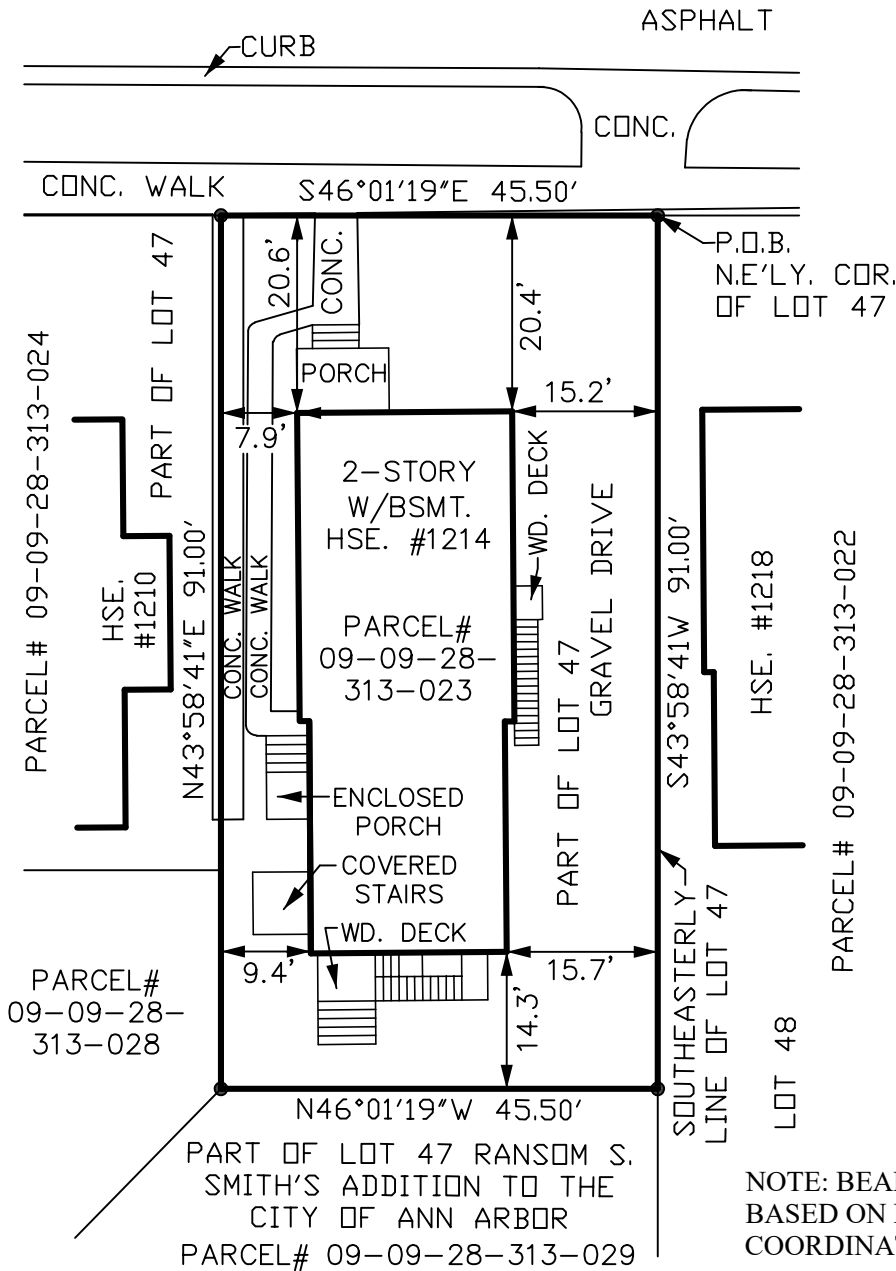 ASPHALT
CURB
CONC.
CONC. WALK
S46°01'19"E 45.50'
P.O.B.
N.E'LY. COR.
OF LOT 47
PART OF LOT 47
20.6'
CONC.
20.4'
PORCH
15.2'
7.9'
PARCEL# 09-09-28-313-024
2-STORY
W/BSMT.
HSE. #1214
WD. DECK
GRAVEL DRIVE
HSE.
#1210
N43°58'41"E 91.00'
CONC. WALK
CONC. WALK
PARCEL#
09-09-28-
313-023
PART OF LOT 47
S43°58'41W 91.00'
HSE. #1218
PARCEL# 09-09-28-313-022
ENCLOSED
PORCH
COVERED
STAIRS
WD. DECK
9.4'
15.7'
14.3'
PARCEL#
09-09-28-
313-028
SOUTHEASTERLY
LINE OF LOT 47
LOT 48
N46°01'19"W 45.50'
PART OF LOT 47 RANSOM S.
SMITH'S ADDITION TO THE
CITY OF ANN ARBOR
PARCEL# 09-09-28-313-029
NOTE:
BASED ON